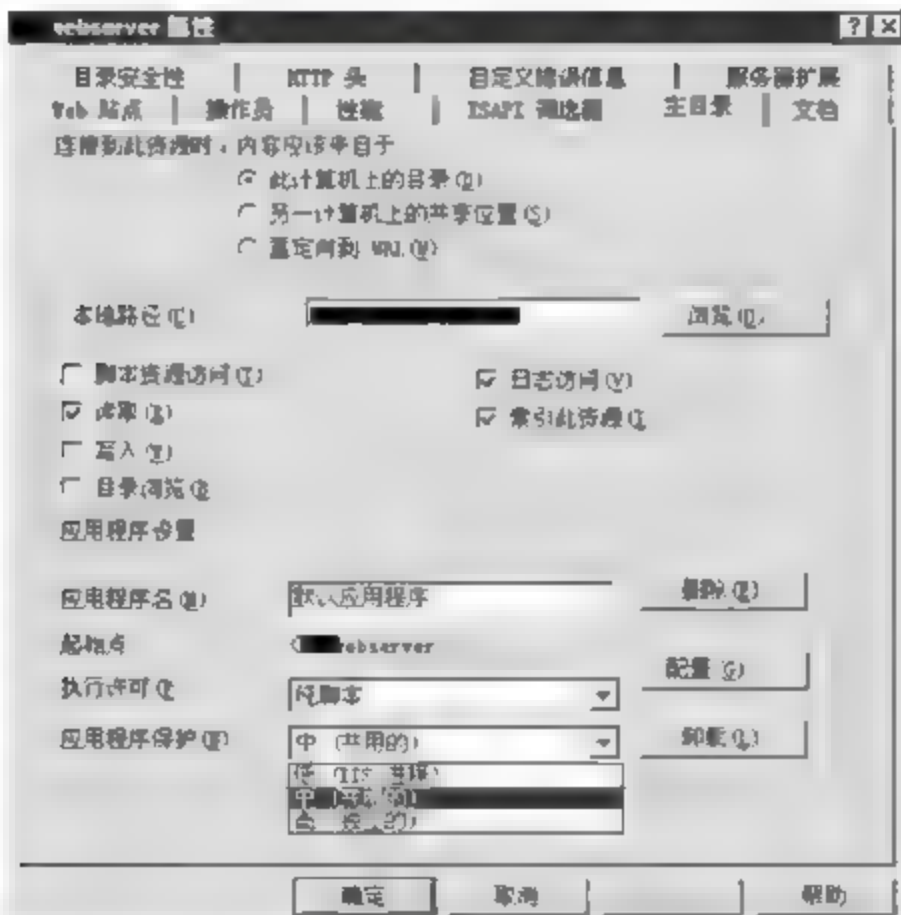 webserver 属性
目录安全性 HTTP 头 自定义错误信息 服务器扩展
Web 站点 操作员 性能 ISAPI 筛选器 主目录 文档
连接到此资源时，内容应该来自于
此计算机上的目录(D)
另一计算机上的共享位置(S)
重定向到 URL(U)
本地路径(C) 浏览(O)
脚本资源访问(T) 日志访问(V)
读取(R) 索引此资源(I
写入(W)
目录浏览(B
应用程序设置
应用程序名(M) 默认应用程序 删除(E)
起始点 webserver
执行许可(P 纯脚本 配置(G)
应用程序保护(N) 中 (共用的) 卸载(L)
低 (IIS
中
高
确定 取消 帮助